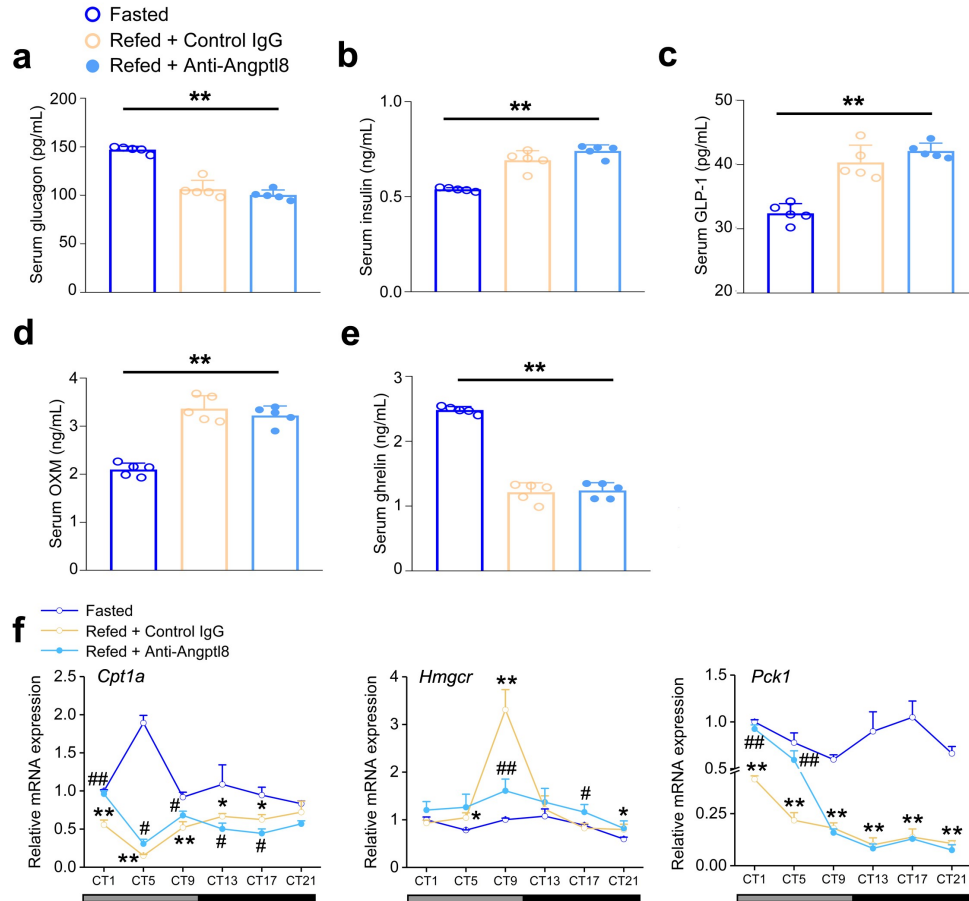 Fasted
Refed + Control IgG
Refed + Anti-Angptl8
a
**
Serum glucagon (pg/mL)
200
150
100
50
0
b
**
Serum insulin (ng/mL)
1.0
0.5
0.0
c
**
Serum GLP-1 (pg/mL)
50
40
30
20
d
**
Serum OXM (ng/mL)
4
3
2
1
0
e
**
Serum ghrelin (ng/mL)
3
2
1
0
f
Fasted
Refed + Control IgG
Refed + Anti-Angptl8
Cpt1a
Relative mRNA expression
2.5
2.0
1.5
1.0
0.5
0.0
##
**
#
**
#
**
*
#
*
#
CT1 CT5 CT9 CT13 CT17 CT21
Hmgcr
Relative mRNA expression
4
2
1
0
**
##
*
#
*
CT1 CT5 CT9 CT13 CT17 CT21
Pck1
Relative mRNA expression
1.5
1.0
0.5
0.25
0.00
##
**
##
**
**
**
**
**
CT1 CT5 CT9 CT13 CT17 CT21